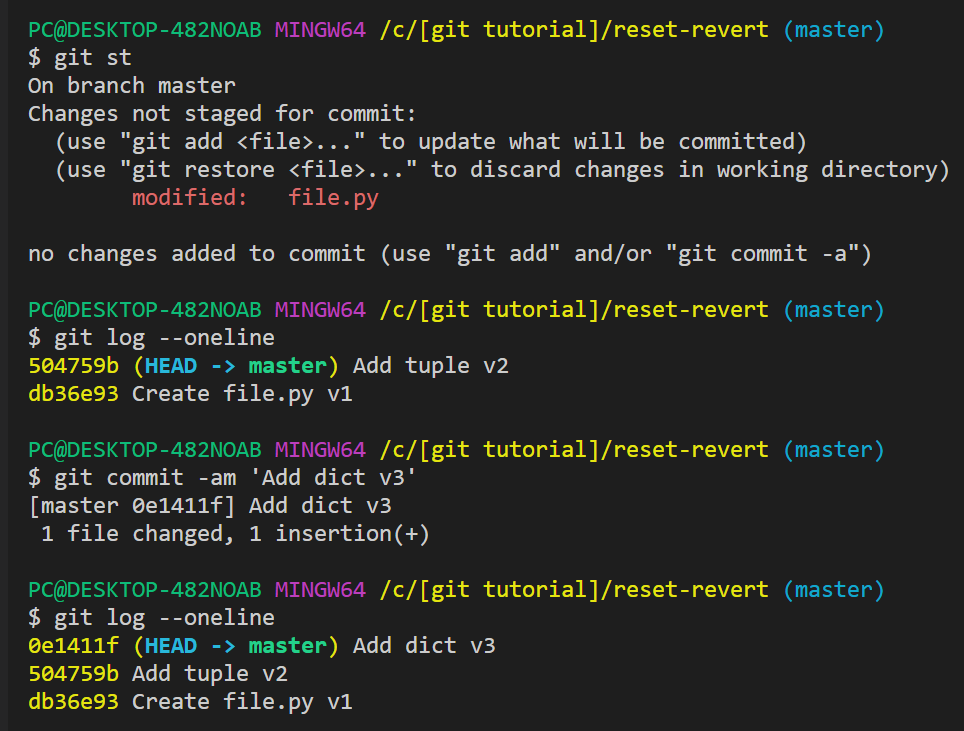 PC@DESKTOP-482NOAB MINGW64 /c/[git tutorial]/reset-revert (master)
$ git st
On branch master
Changes not staged for commit:
  (use "git add <file>..." to update what will be committed)
  (use "git restore <file>..." to discard changes in working directory)
        modified:   file.py

no changes added to commit (use "git add" and/or "git commit -a")

PC@DESKTOP-482NOAB MINGW64 /c/[git tutorial]/reset-revert (master)
$ git log --oneline
504759b (HEAD -> master) Add tuple v2
db36e93 Create file.py v1

PC@DESKTOP-482NOAB MINGW64 /c/[git tutorial]/reset-revert (master)
$ git commit -am 'Add dict v3'
[master 0e1411f] Add dict v3
 1 file changed, 1 insertion(+)

PC@DESKTOP-482NOAB MINGW64 /c/[git tutorial]/reset-revert (master)
$ git log --oneline
0e1411f (HEAD -> master) Add dict v3
504759b Add tuple v2
db36e93 Create file.py v1